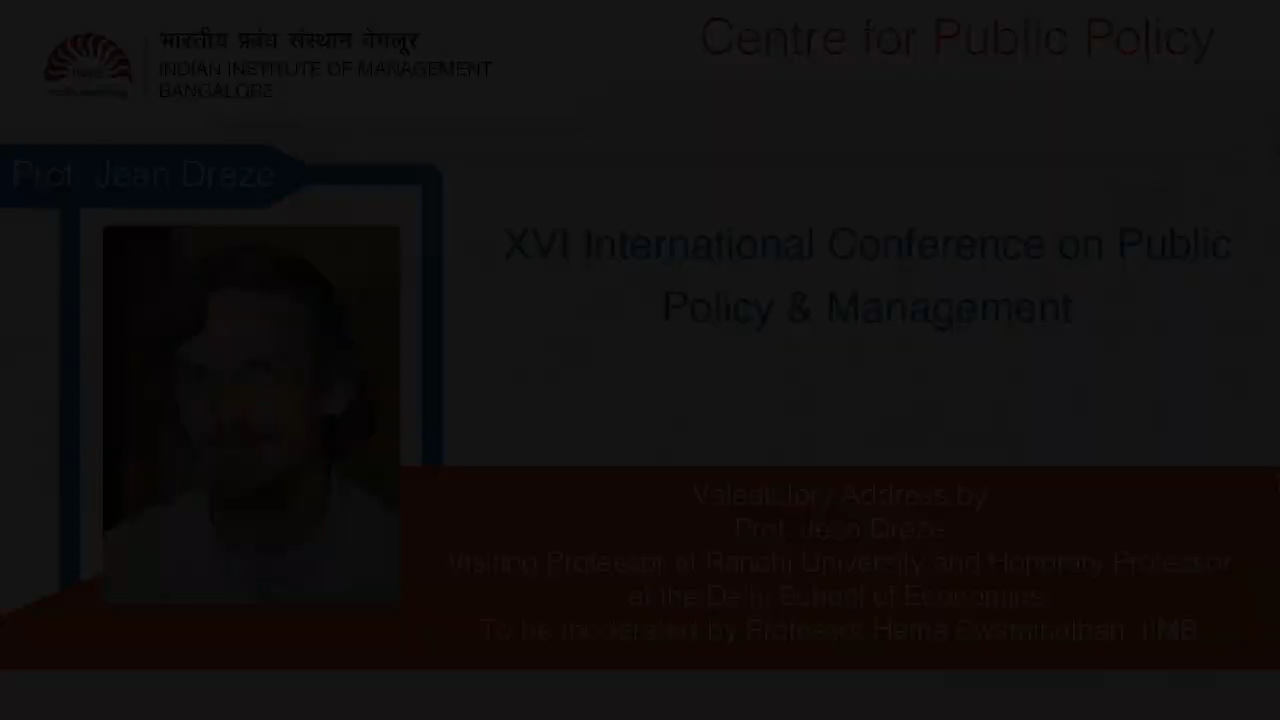 भारतीय प्रबंध संस्थान बेंगलूर
INDIAN INSTITUTE OF MANAGEMENT
BANGALORE
Centre for Public Policy
Prof. Jean Dreze
XVI International Conference on Public
Policy & Management
Valedictory Address by
Prof. Jean Dreze
Visiting Professor at Ranchi University and Honorary Professor
at the Delhi School of Economics
To be moderated by Professor Hema Swaminathan, IIMB